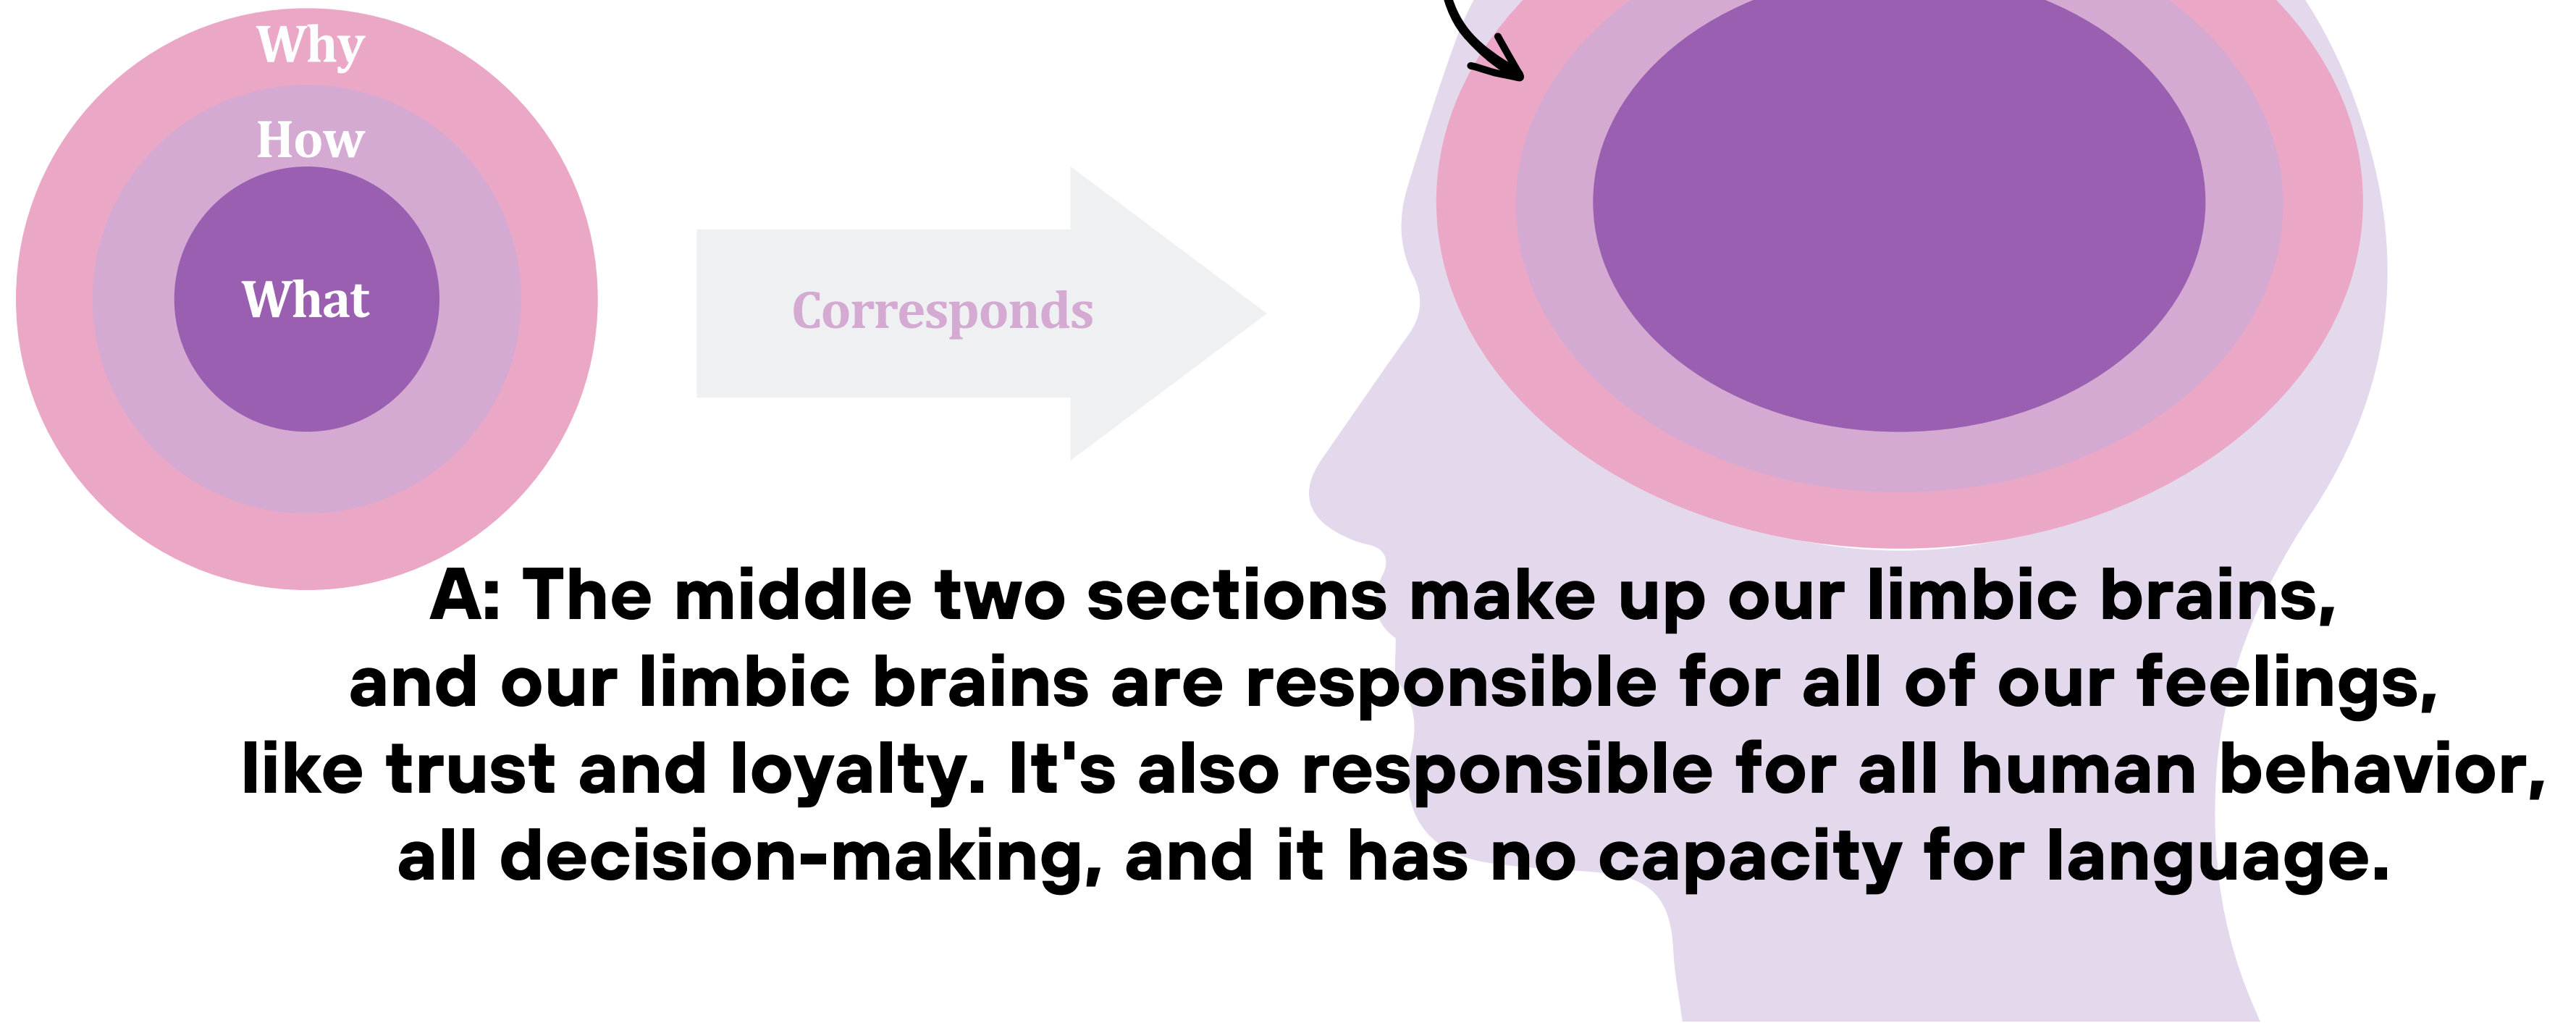 Why
How
What
Corresponds
A: The middle two sections make up our limbic brains,
and our limbic brains are responsible for all of our feelings,
like trust and loyalty. It's also responsible for all human behavior,
all decision-making, and it has no capacity for language.